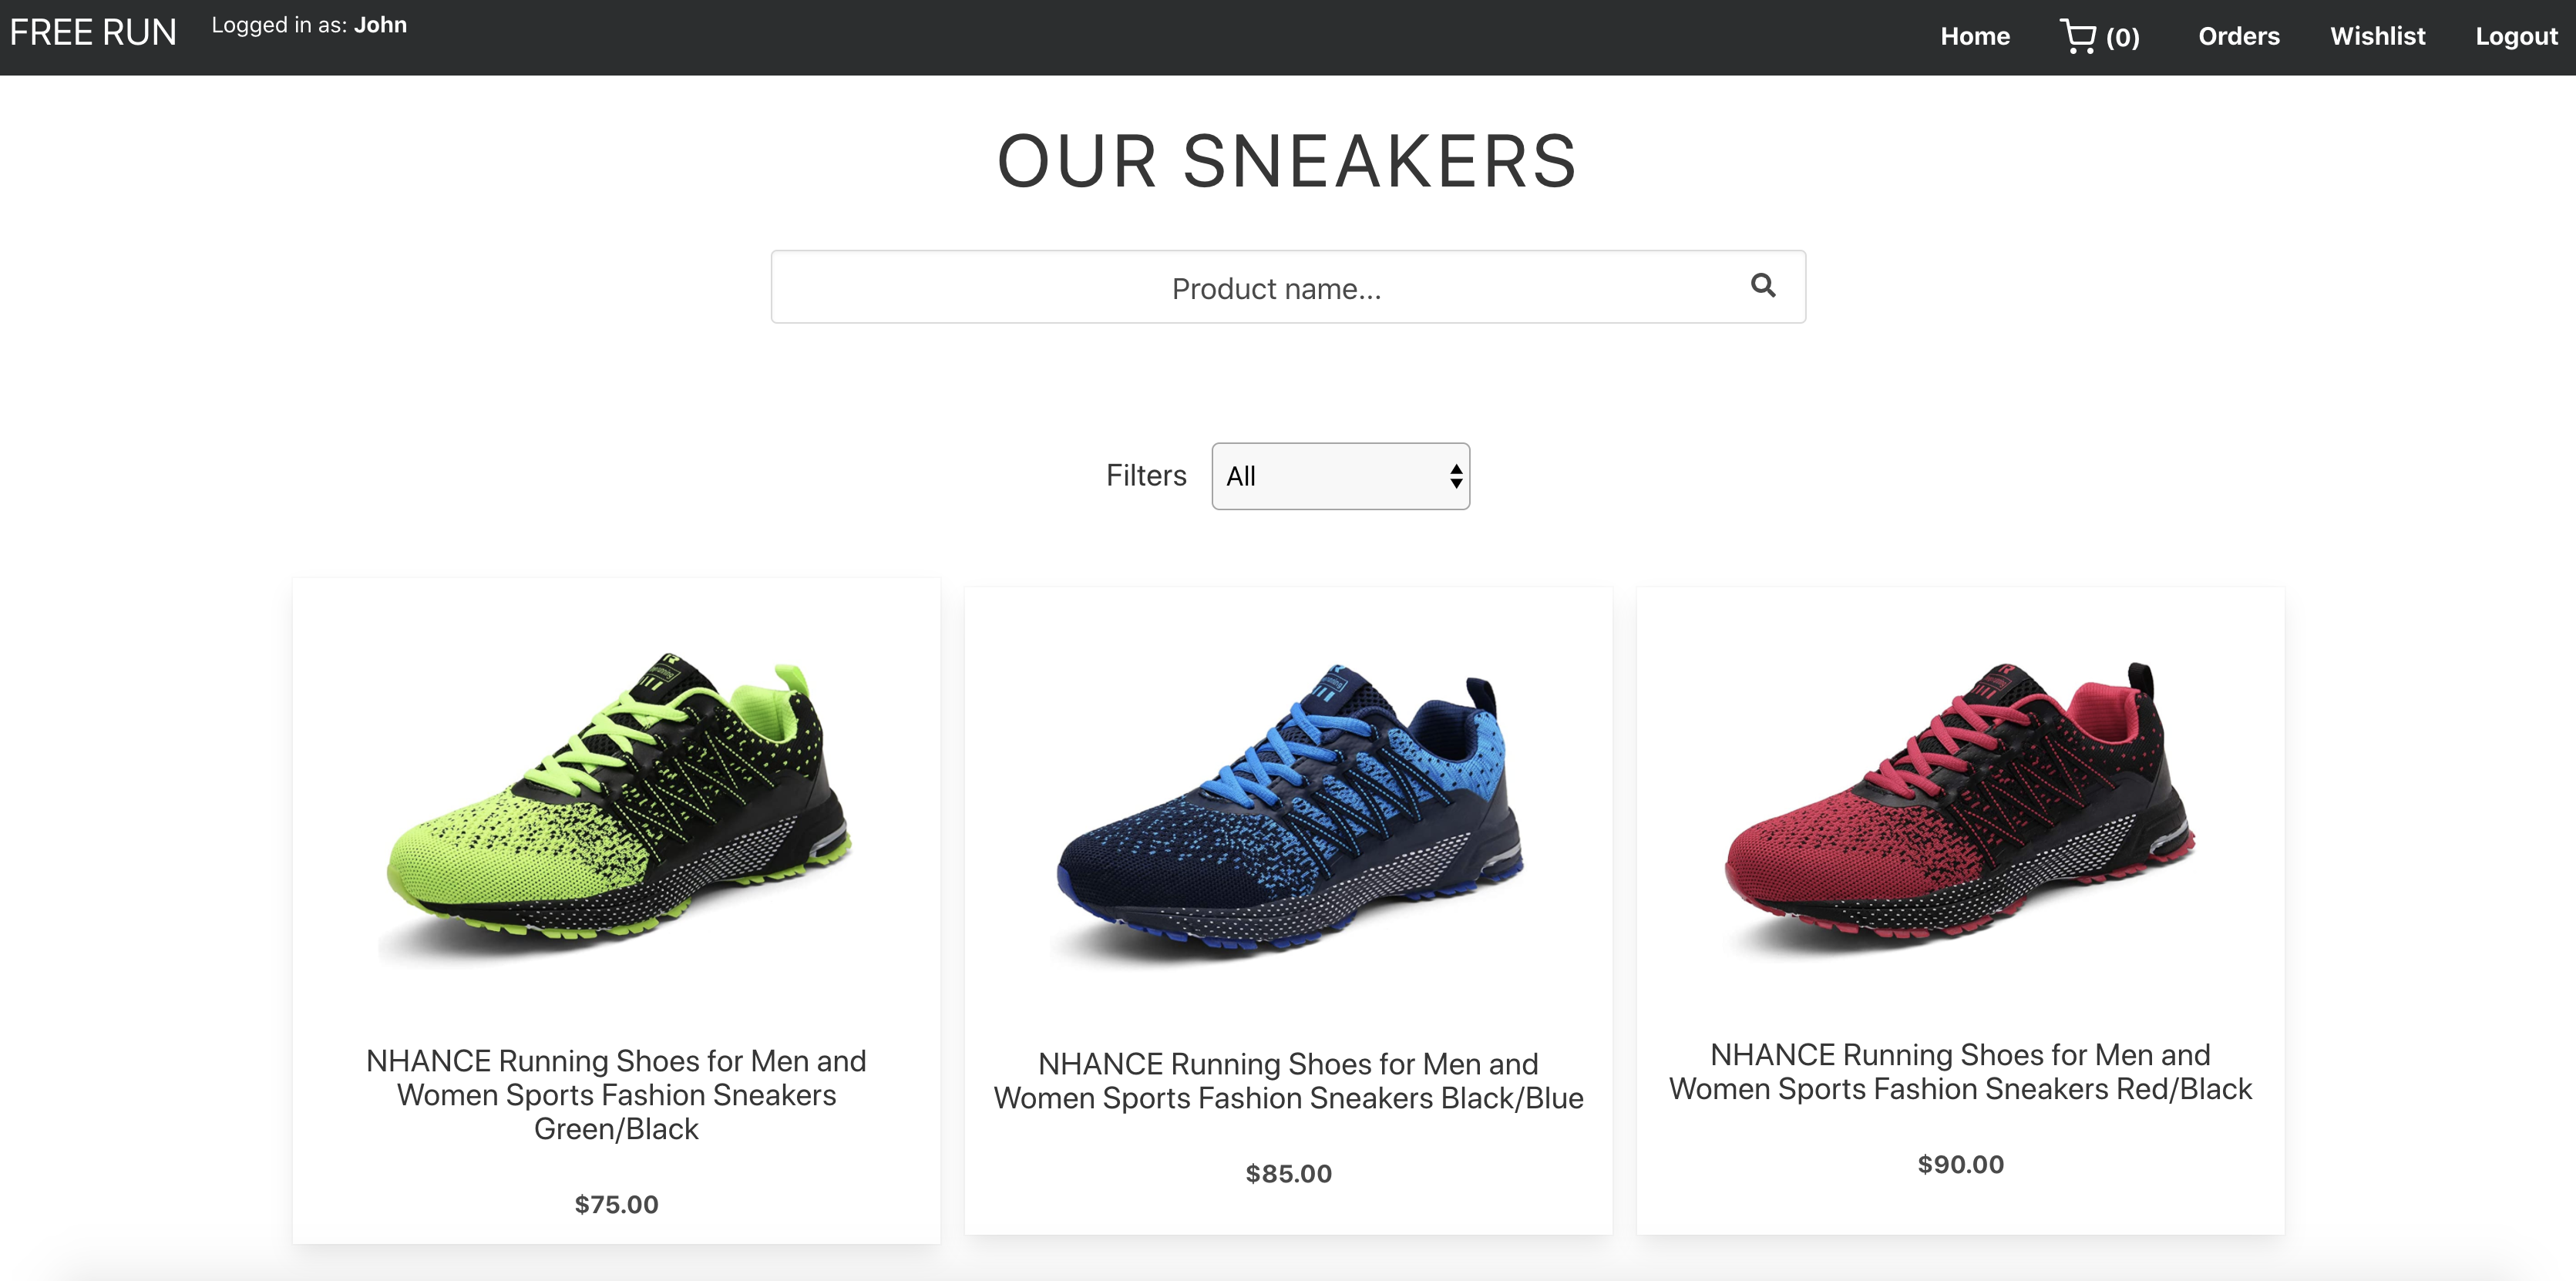 FREE RUN
Logged in as: John
Home
(0)
Orders
Wishlist
Logout
OUR SNEAKERS
Product name...
Filters
All
NHANCE Running Shoes for Men and
Women Sports Fashion Sneakers
Green/Black
$75.00
NHANCE Running Shoes for Men and
Women Sports Fashion Sneakers Black/Blue
$85.00
NHANCE Running Shoes for Men and
Women Sports Fashion Sneakers Red/Black
$90.00